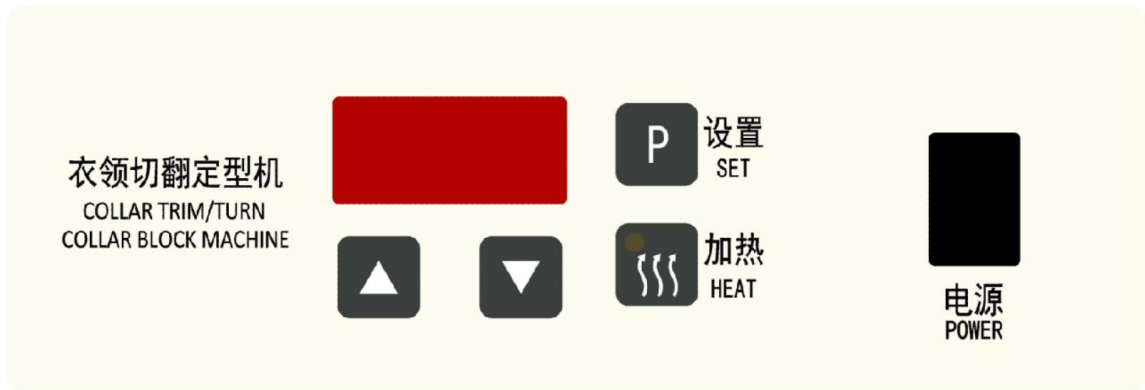 衣领切翻定型机
COLLAR TRIM/TURN
COLLAR BLOCK MACHINE
P
设置
SET
加热
HEAT
电源
POWER